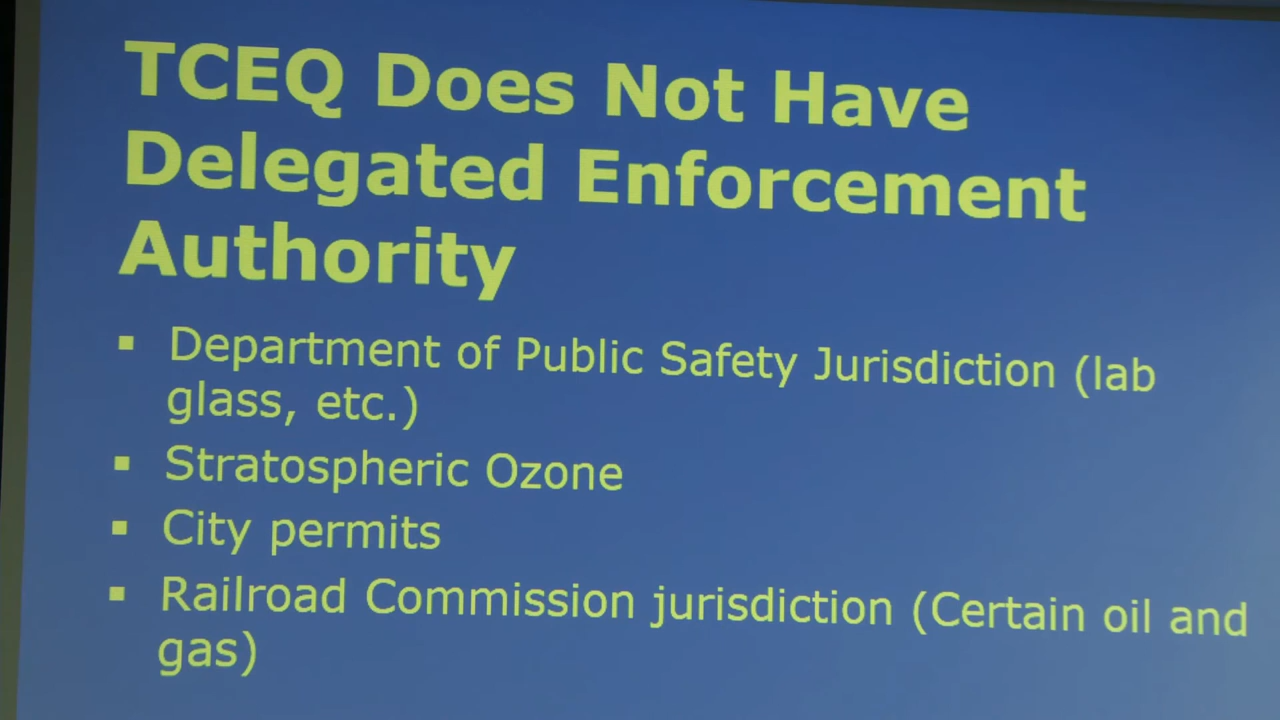 TCEQ Does Not Have
Delegated Enforcement
Authority
▪ Department of Public Safety Jurisdiction (lab
glass, etc.)
▪ Stratospheric Ozone
▪ City permits
▪ Railroad Commission jurisdiction (Certain oil and
gas)